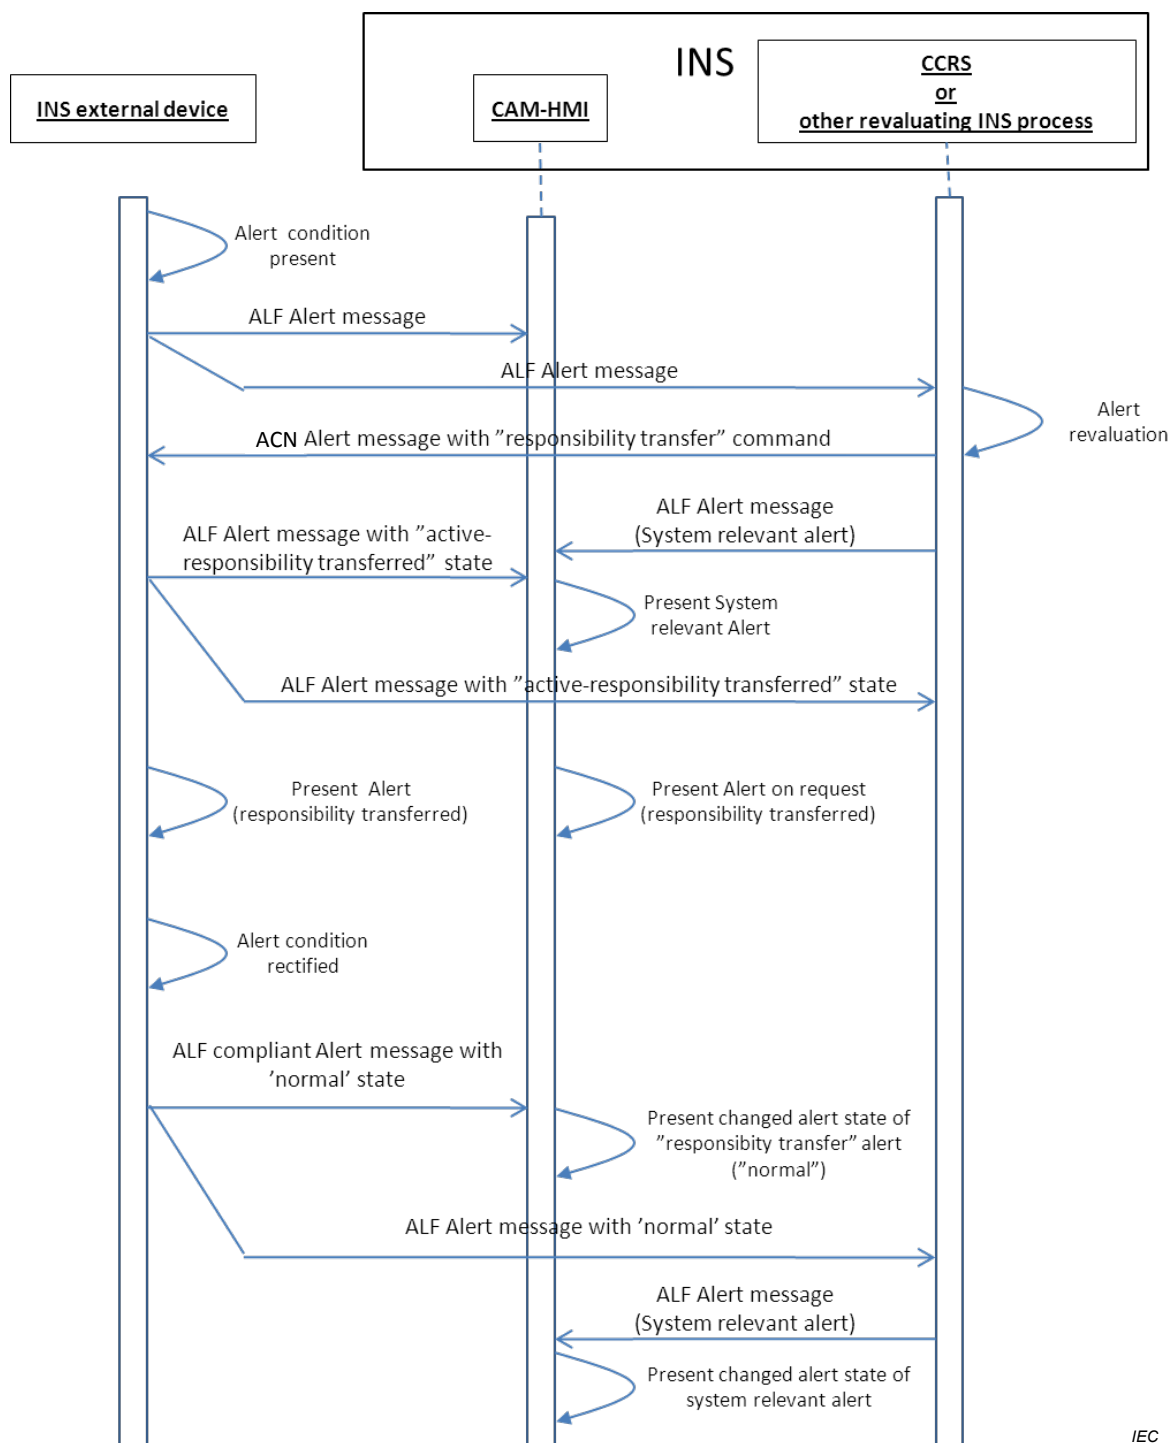 INS
CCRS
or
other revaluating INS process
INS external device
CAM-HMI
Alert condition
present
ALF Alert message
ALF Alert message
Alert
revaluation
ACN Alert message with ”responsibility transfer” command
ALF Alert message
(System relevant alert)
ALF Alert message with ”active-
responsibility transferred” state
Present System
relevant Alert
ALF Alert message with ”active-responsibility transferred” state
Present Alert
(responsibility transferred)
Present Alert on request
(responsibility transferred)
Alert condition
rectified
ALF compliant Alert message with
’normal’ state
Present changed alert state of
”responsibity transfer” alert
(”normal”)
ALF Alert message with ’normal’ state
ALF Alert message
(System relevant alert)
Present changed alert state of
system relevant alert
IEC